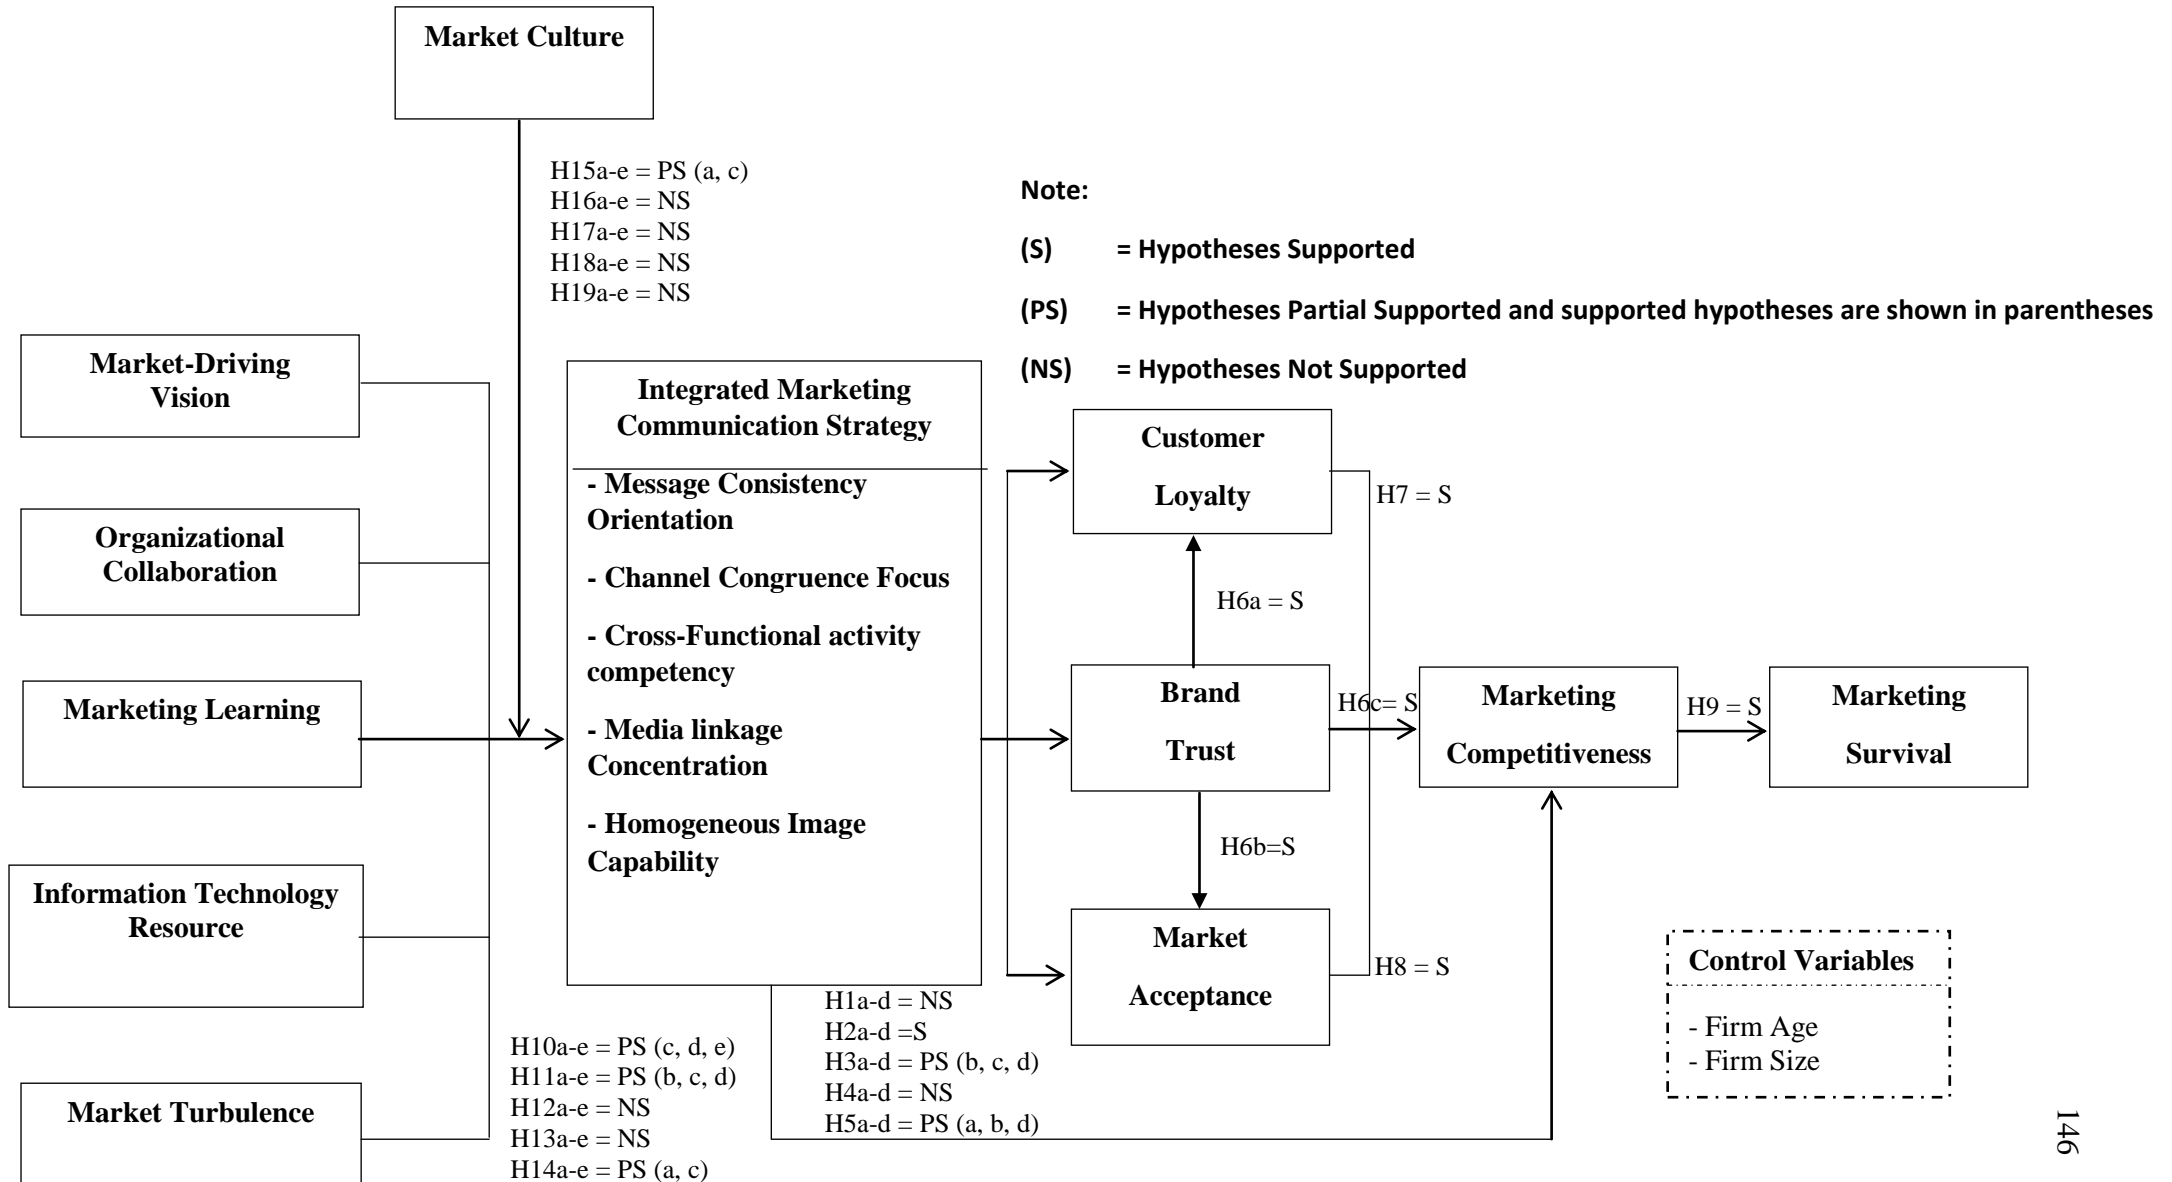 Market Culture
H15a-e = PS (a, c)
H16a-e = NS
H17a-e = NS
H18a-e = NS
H19a-e = NS
Note:
(S) = Hypotheses Supported
(PS) = Hypotheses Partial Supported and supported hypotheses are shown in parentheses
(NS) = Hypotheses Not Supported
Market-Driving
Vision
Organizational
Collaboration
Marketing Learning
Information Technology
Resource
Market Turbulence
H10a-e = PS (c, d, e)
H11a-e = PS (b, c, d)
H12a-e = NS
H13a-e = NS
H14a-e = PS (a, c)
Integrated Marketing
Communication Strategy
- Message Consistency
Orientation
- Channel Congruence Focus
- Cross-Functional activity
competency
- Media linkage
Concentration
- Homogeneous Image
Capability
H1a-d = NS
H2a-d =S
H3a-d = PS (b, c, d)
H4a-d = NS
H5a-d = PS (a, b, d)
Customer
Loyalty
H7 = S
H6a = S
Brand
Trust
H6c= S
H6b=S
Market
Acceptance
H8 = S
Marketing
Competitiveness
H9 = S
Marketing
Survival
Control Variables
- Firm Age
- Firm Size
146